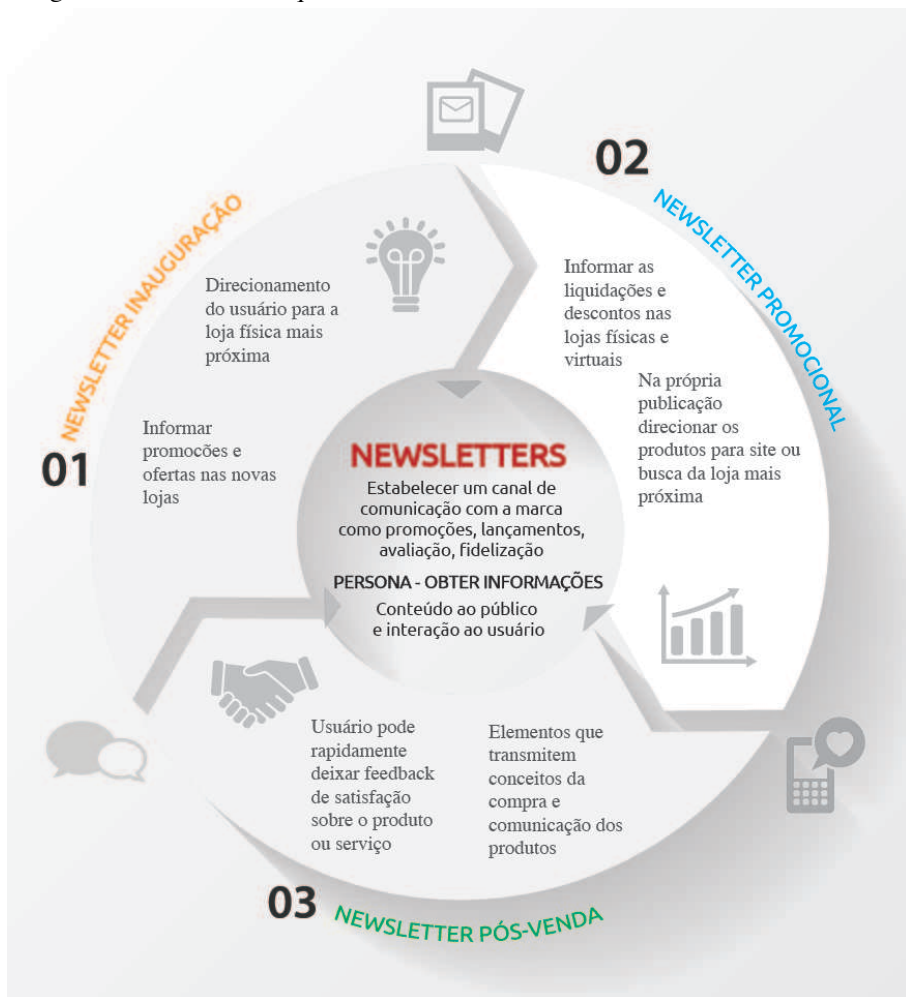 01
NEWSLETTER INAUGURAÇÃO
Direcionamento
do usuário para a
loja física mais
próxima
Informar
promocões e
ofertas nas novas
lojas
02
NEWSLETTER PROMOCIONAL
Informar as
liquidações e
descontos nas
lojas físicas e
virtuais
Na própria
publicação
direcionar os
produtos para site ou
busca da loja mais
próxima
NEWSLETTERS
Estabelecer um canal de
comunicação com a marca
como promoções, lançamentos,
avaliação, fidelização
PERSONA - OBTER INFORMAÇÕES
Conteúdo ao público
e interação ao usuário
Usuário pode
rapidamente
deixar feedback
de satisfação
sobre o produto
ou serviço
Elementos que
transmitem
conceitos da
compra e
comunicação dos
produtos
03
NEWSLETTER PÓS-VENDA